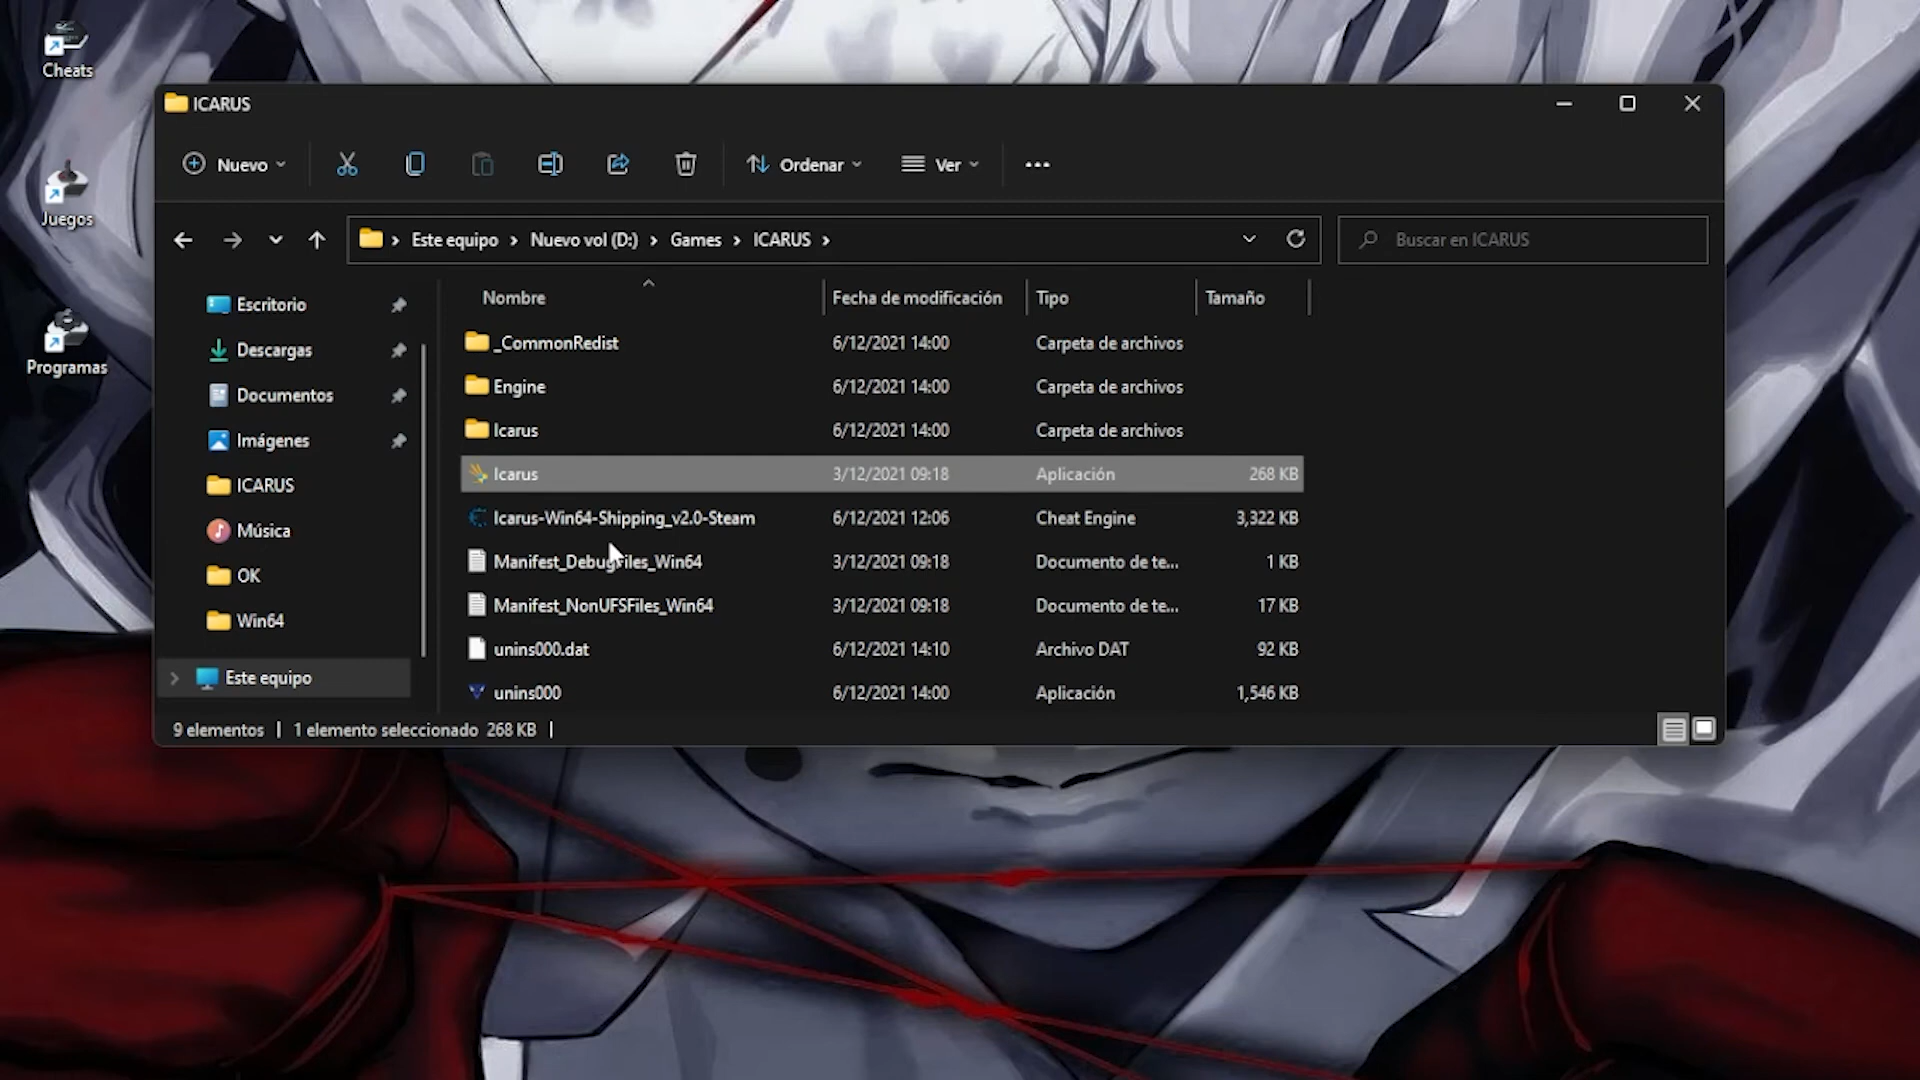 Cheats
Juegos
Programas
ICARUS
Nuevo
Ordenar
Ver
Este equipo > Nuevo vol (D:) > Games > ICARUS >
Buscar en ICARUS
Escritorio
Descargas
Documentos
Imágenes
ICARUS
Música
OK
Win64
Este equipo
Nombre Fecha de modificación Tipo Tamaño
_CommonRedist 6/12/2021 14:00 Carpeta de archivos
Engine 6/12/2021 14:00 Carpeta de archivos
Icarus 6/12/2021 14:00 Carpeta de archivos
Icarus 3/12/2021 09:18 Aplicación 268 KB
Icarus-Win64-Shipping_v2.0-Steam 6/12/2021 12:06 Cheat Engine 3,322 KB
Manifest_DebugFiles_Win64 3/12/2021 09:18 Documento de te... 1 KB
Manifest_NonUFSFiles_Win64 3/12/2021 09:18 Documento de te... 17 KB
unins000.dat 6/12/2021 14:10 Archivo DAT 92 KB
unins000 6/12/2021 14:00 Aplicación 1,546 KB
9 elementos | 1 elemento seleccionado 268 KB |